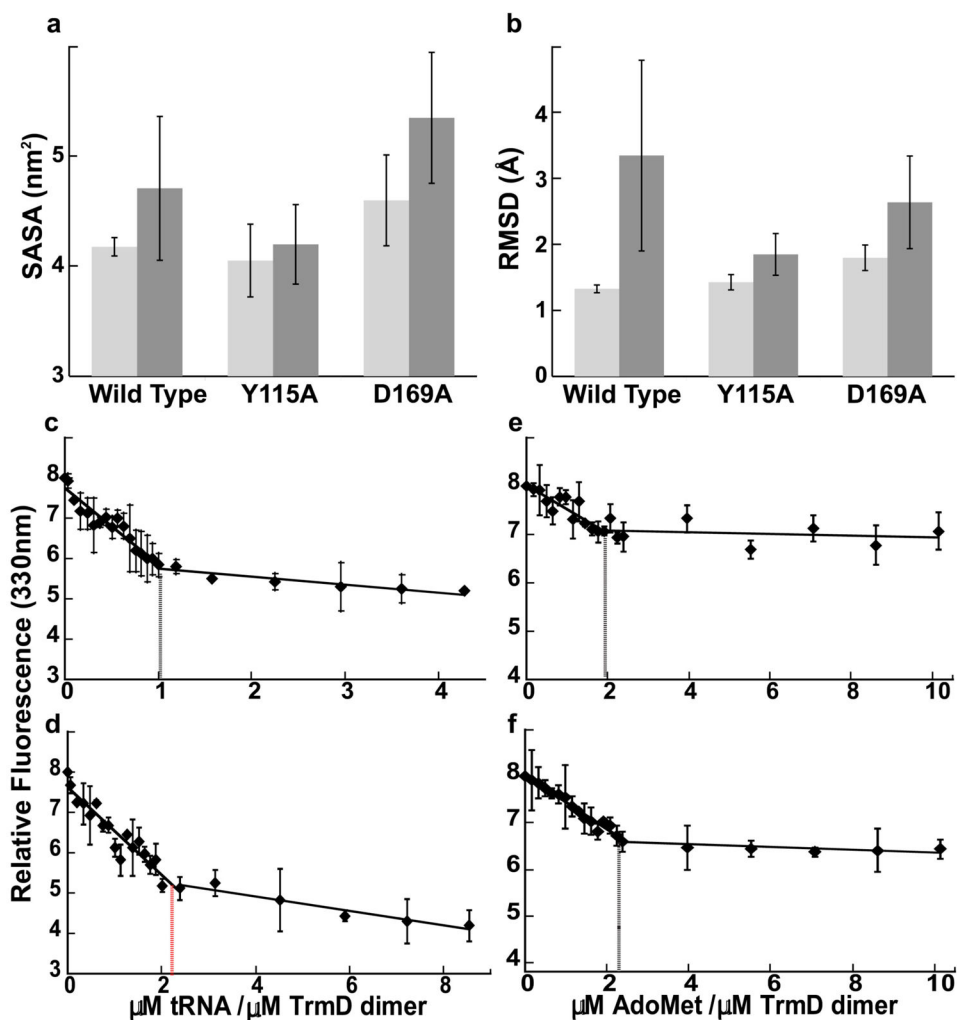 a
SASA (nm²)
5
4
3
Wild Type Y115A D169A
b
RMSD (Å)
4
3
2
1
0
Wild Type Y115A D169A
Relative Fluorescence (330nm)
c
8
7
6
5
4
3
0 1 2 3 4
d
8
7
6
5
4
3
0 2 4 6 8
µM tRNA /µM TrmD dimer
e
8
7
6
5
4
0 2 4 6 8 10
f
8
7
6
5
4
0 2 4 6 8 10
µM AdoMet /µM TrmD dimer